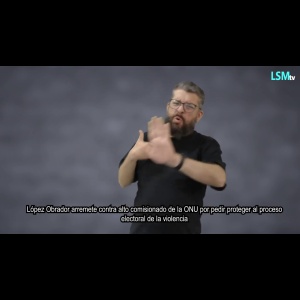 LSMtv
López Obrador arremete contra alto comisionado de la ONU por pedir proteger al proceso
electoral de la violencia